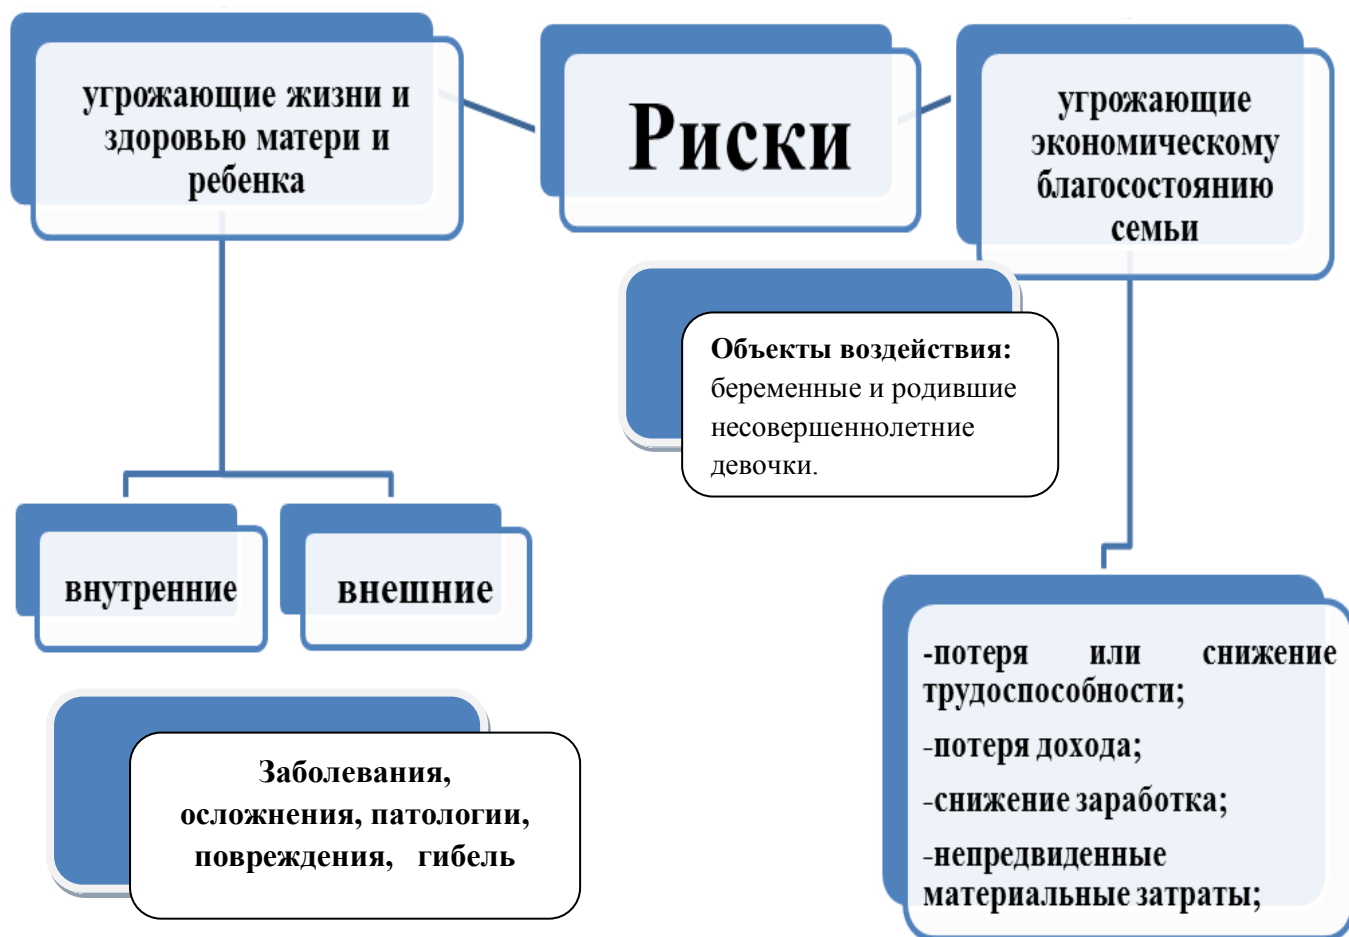 угрожающие жизни и
здоровью матери и
ребенка
Риски
угрожающие
экономическому
благосостоянию
семьи
Объекты воздействия:
беременные и родившие
несовершеннолетние
девочки.
внутренние
внешние
Заболевания,
осложнения, патологии,
повреждения, гибель
-потеря или снижение
трудоспособности;
-потеря дохода;
-снижение заработка;
-непредвиденные
материальные затраты;